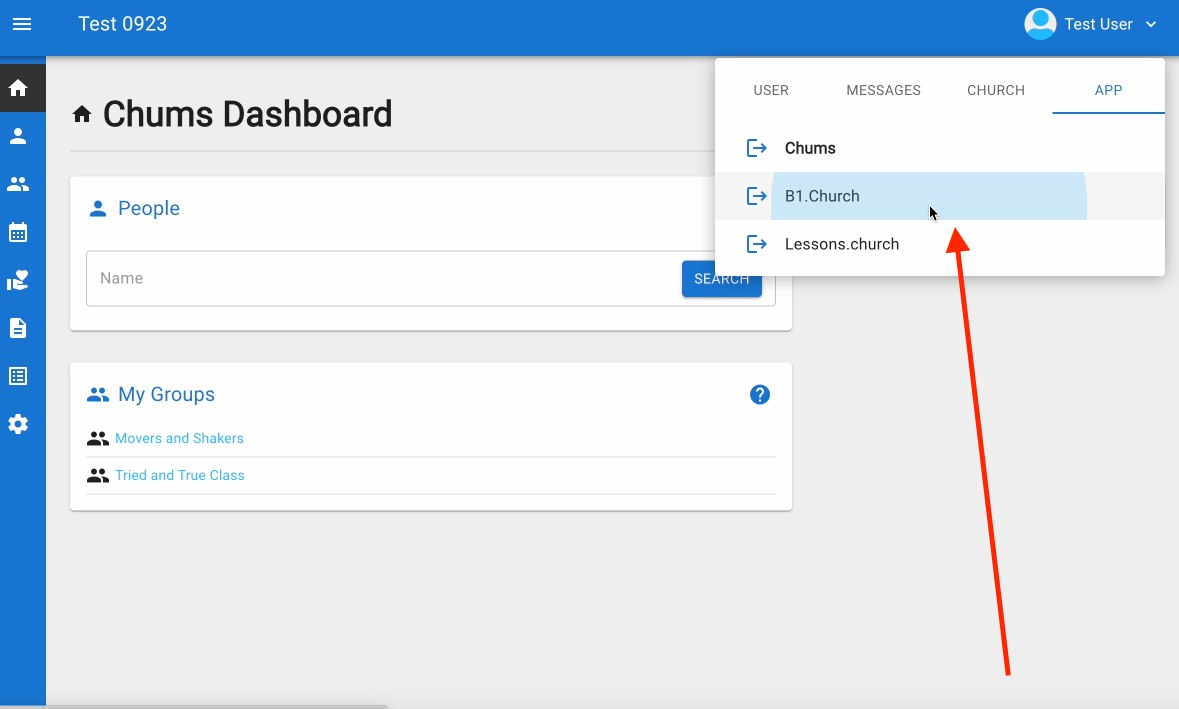 Test 0923
Test User
USER MESSAGES CHURCH APP
Chums Dashboard
Chums
B1.Church
Lessons.church
People
Name
SEARCH
My Groups
Movers and Shakers
Tried and True Class